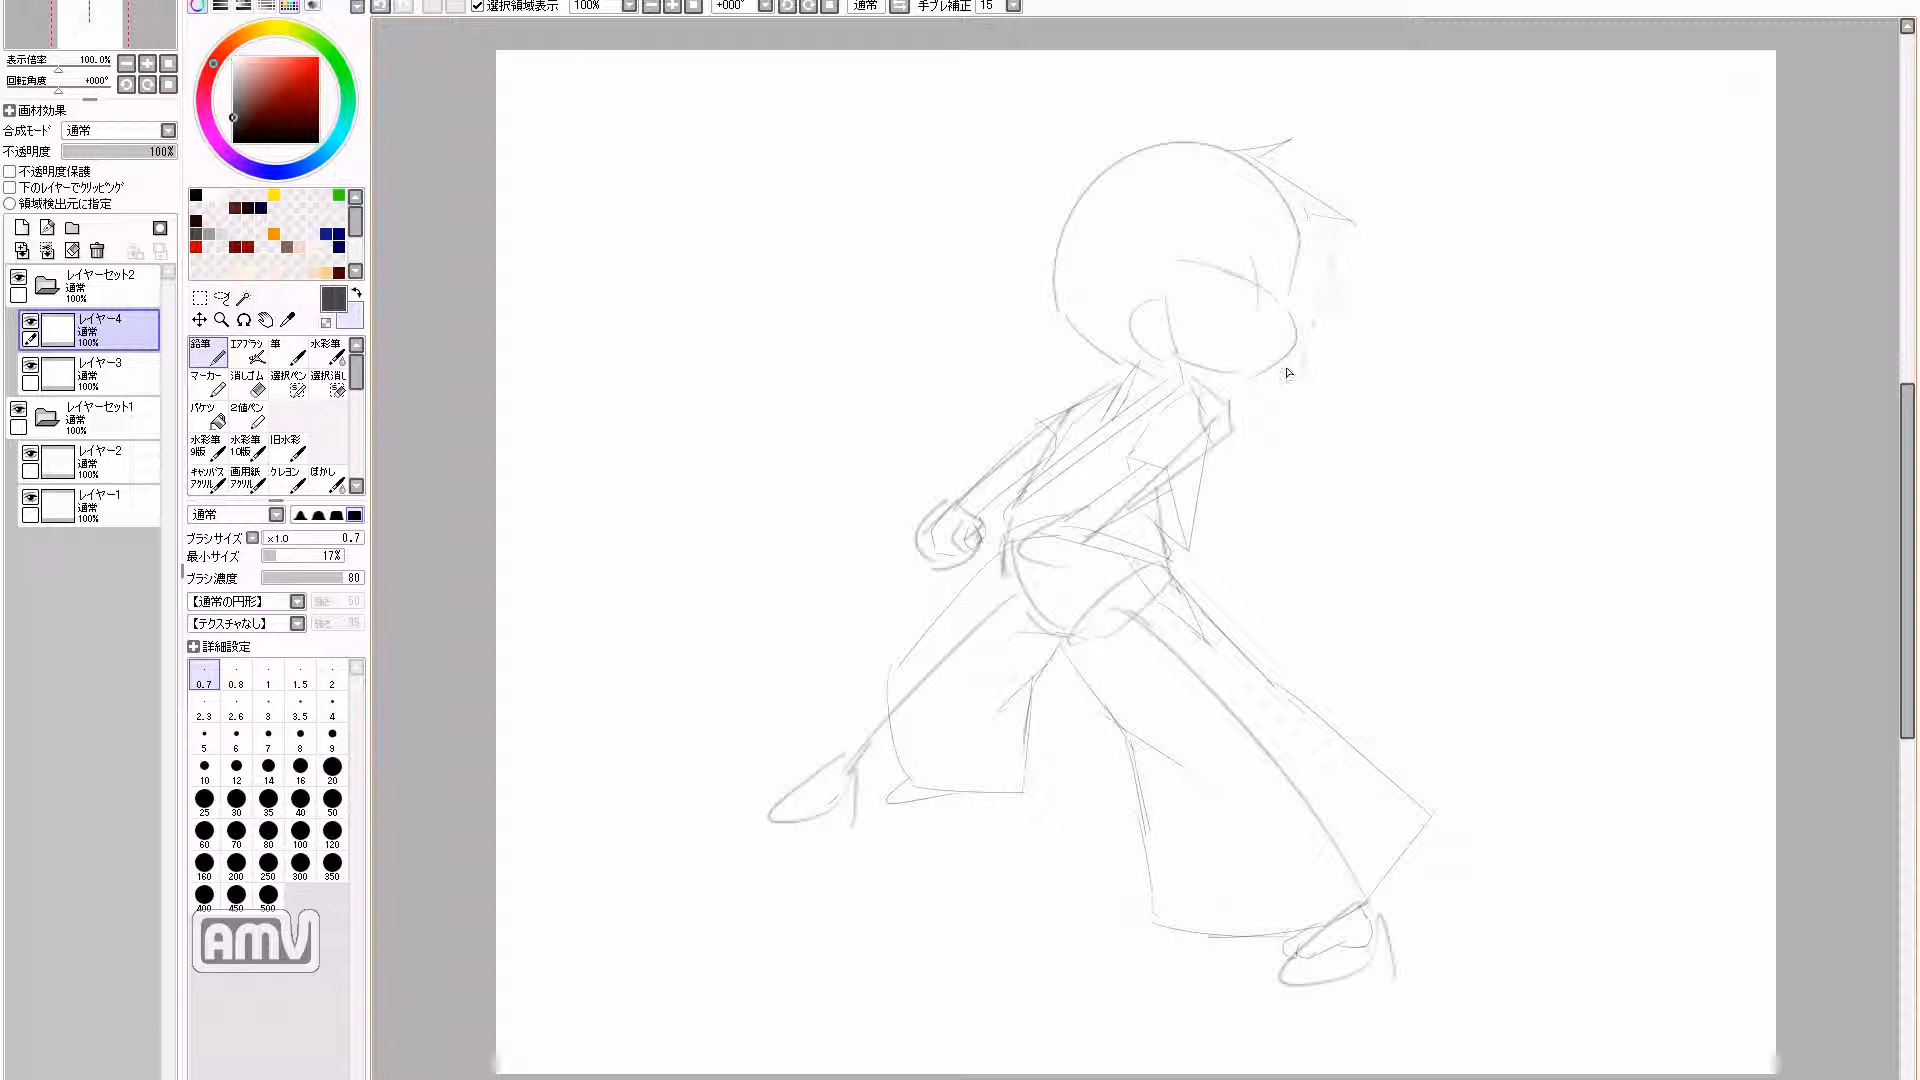 選択領域表示 100% +000° 通常 手ブレ補正 15
表示倍率 100.0%
回転角度 +000°
画材効果
合成モード 通常
不透明度 100%
不透明度保護
下のレイヤーでクリッピング
領域検出元に指定
レイヤーセット2
通常
100%
レイヤー4
通常
100%
レイヤー3
通常
100%
レイヤーセット1
通常
100%
レイヤー2
通常
100%
レイヤー1
通常
100%
鉛筆 エアブラシ 筆 水彩筆
マーカー 消しゴム 選択ペン 選択消し
バケツ 2値ペン
水彩筆 水彩筆 旧水彩
9版 10版
キャンバス 画用紙 クレヨン ぼかし
アクリル アクリル
通常
ブラシサイズ ×1.0 0.7
最小サイズ 17%
ブラシ濃度 80
【通常の円形】 強さ 50
【テクスチャなし】 強さ 95
詳細設定
0.7 0.8 1 1.5 2
2.3 2.6 3 3.5 4
5 6 7 8 9
10 12 14 16 20
25 30 35 40 50
60 70 80 100 120
160 200 250 300 350
400 450 500
AMV